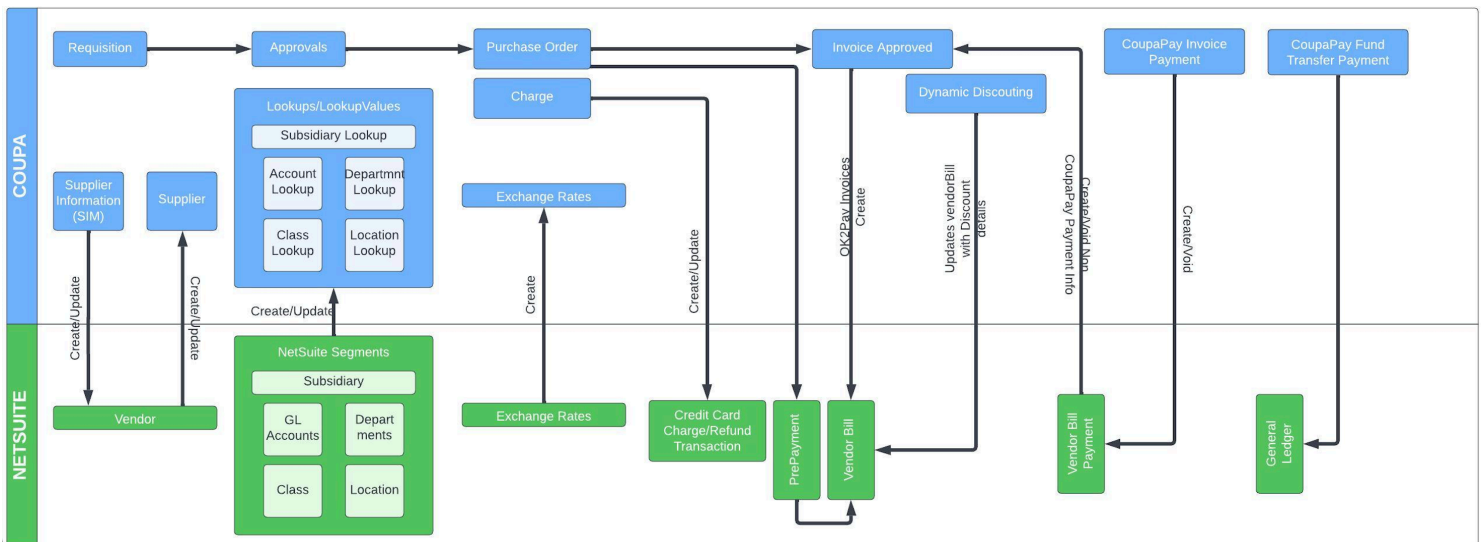 COUPA
Requisition
Approvals
Purchase Order
Invoice Approved
CoupaPay Invoice
Payment
CoupaPay Fund
Transfer Payment
Charge
Dynamic Discouting
Lookups/LookupValues
Subsidiary Lookup
Account
Lookup
Departmnt
Lookup
Class
Lookup
Location
Lookup
Supplier
Information
(SIM)
Supplier
Exchange Rates
Create/Update
Create/Update
Create/Update
Create
Create/Update
OK2Pay Invoices
Create
Updates vendorBill
with Discount
details
Create/Void Non
CoupaPay Payment Info
Create/Void
NETSUITE
Vendor
NetSuite Segments
Subsidiary
GL
Accounts
Depart
ments
Class
Location
Exchange Rates
Credit Card
Charge/Refund
Transaction
PrePayment
Vendor Bill
Vendor Bill
Payment
General
Ledger